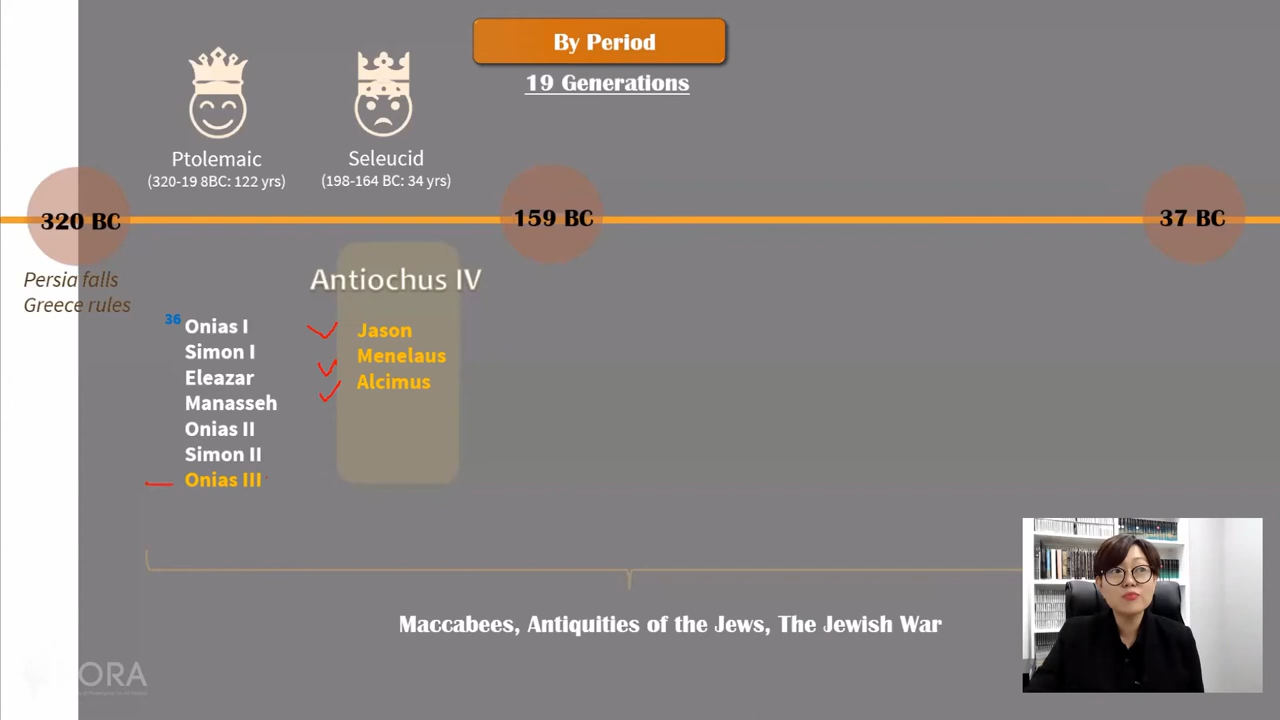 By Period
19 Generations
Ptolemaic
(320-19 8BC: 122 yrs)
Seleucid
(198-164 BC: 34 yrs)
320 BC
159 BC
37 BC
Persia falls
Greece rules
Antiochus IV
36
Onias I
Simon I
Eleazar
Manasseh
Onias II
Simon II
Onias III
Jason
Menelaus
Alcimus
Maccabees, Antiquities of the Jews, The Jewish War
ORA